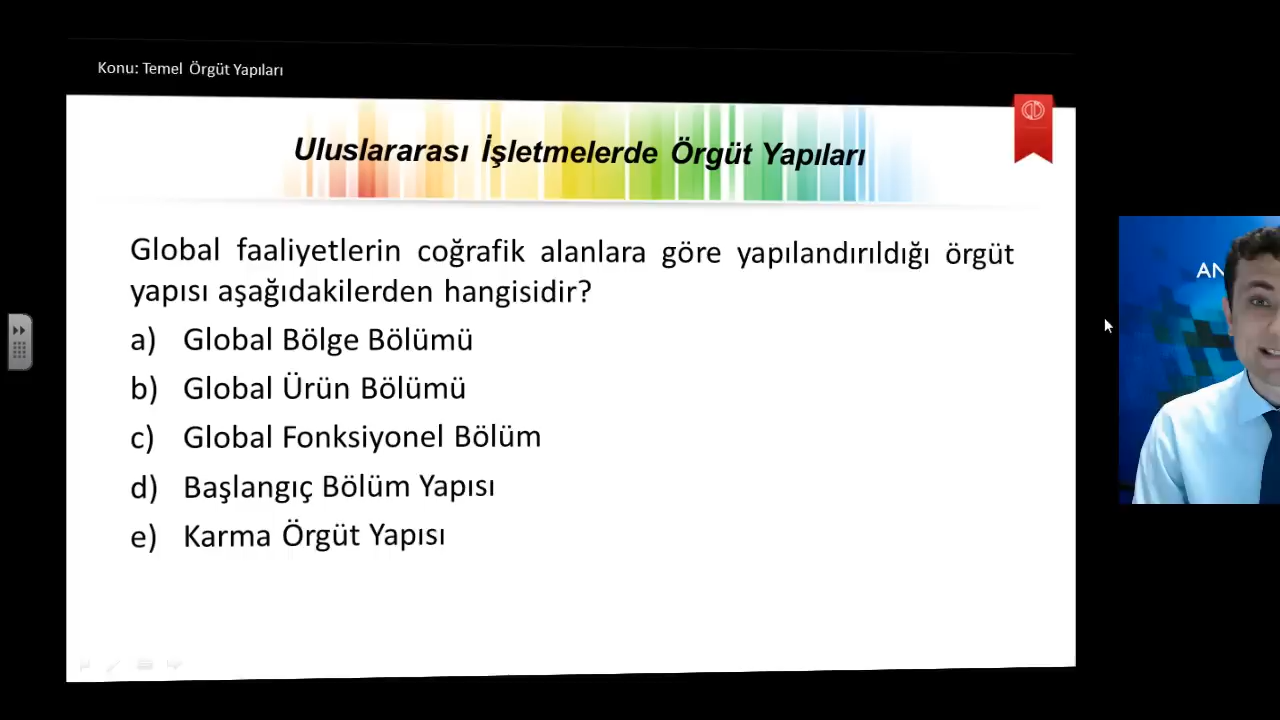 Konu: Temel Örgüt Yapıları
Uluslararası İşletmelerde Örgüt Yapıları
Global faaliyetlerin coğrafik alanlara göre yapılandırıldığı örgüt
yapısı aşağıdakilerden hangisidir?
a) Global Bölge Bölümü
b) Global Ürün Bölümü
c) Global Fonksiyonel Bölüm
d) Başlangıç Bölüm Yapısı
e) Karma Örgüt Yapısı
AN